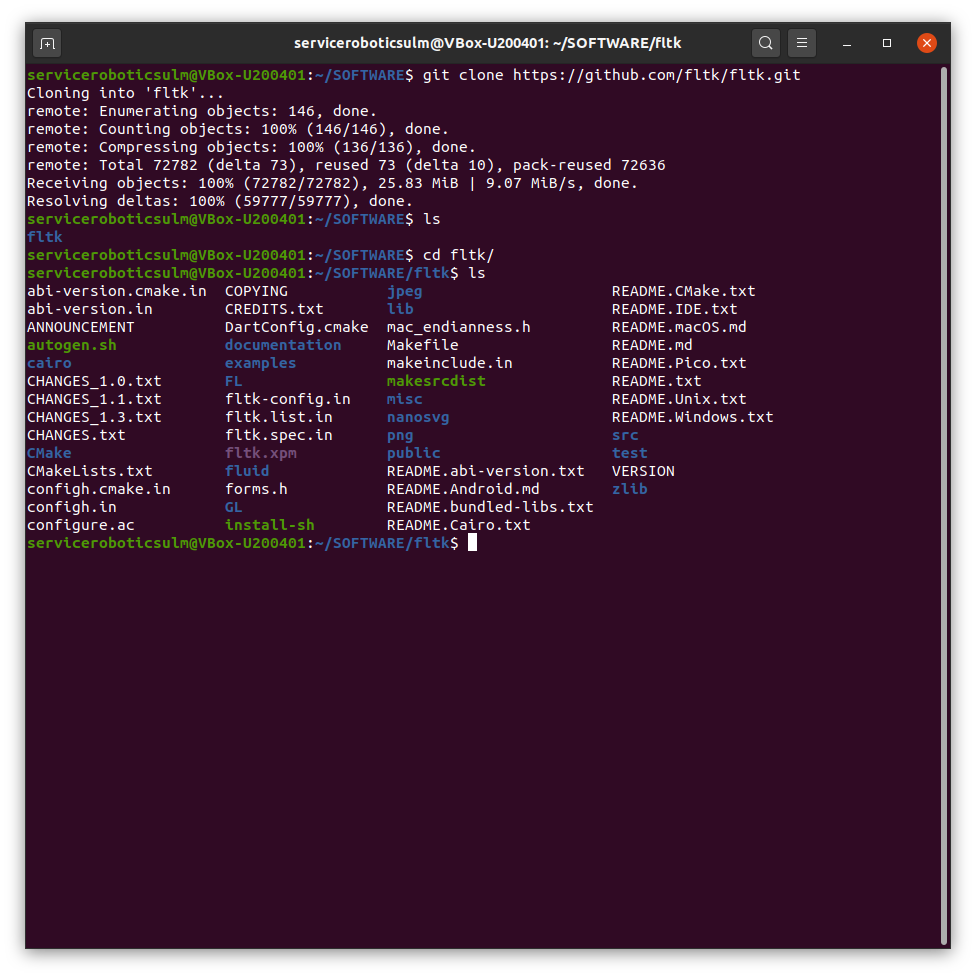 serviceroboticsulm@VBox-U200401: ~/SOFTWARE/fltk
serviceroboticsulm@VBox-U200401:~/SOFTWARE$ git clone https://github.com/fltk/fltk.git
Cloning into 'fltk'...
remote: Enumerating objects: 146, done.
remote: Counting objects: 100% (146/146), done.
remote: Compressing objects: 100% (136/136), done.
remote: Total 72782 (delta 73), reused 73 (delta 10), pack-reused 72636
Receiving objects: 100% (72782/72782), 25.83 MiB | 9.07 MiB/s, done.
Resolving deltas: 100% (59777/59777), done.
serviceroboticsulm@VBox-U200401:~/SOFTWARE$ ls
fltk
serviceroboticsulm@VBox-U200401:~/SOFTWARE$ cd fltk/
serviceroboticsulm@VBox-U200401:~/SOFTWARE/fltk$ ls
abi-version.cmake.in  COPYING           jpeg                     README.CMake.txt
abi-version.in        CREDITS.txt       lib                      README.IDE.txt
ANNOUNCEMENT          DartConfig.cmake  mac_endianness.h         README.macOS.md
autogen.sh            documentation     Makefile                 README.md
cairo                 examples          makeinclude.in           README.Pico.txt
CHANGES_1.0.txt       FL                makesrcdist              README.txt
CHANGES_1.1.txt       fltk-config.in    misc                     README.Unix.txt
CHANGES_1.3.txt       fltk.list.in      nanosvg                  README.Windows.txt
CHANGES.txt           fltk.spec.in      png                      src
CMake                 fltk.xpm          public                   test
CMakeLists.txt        fluid             README.abi-version.txt   VERSION
configh.cmake.in      forms.h           README.Android.md        zlib
configh.in            GL                README.bundled-libs.txt
configure.ac          install-sh        README.Cairo.txt
serviceroboticsulm@VBox-U200401:~/SOFTWARE/fltk$